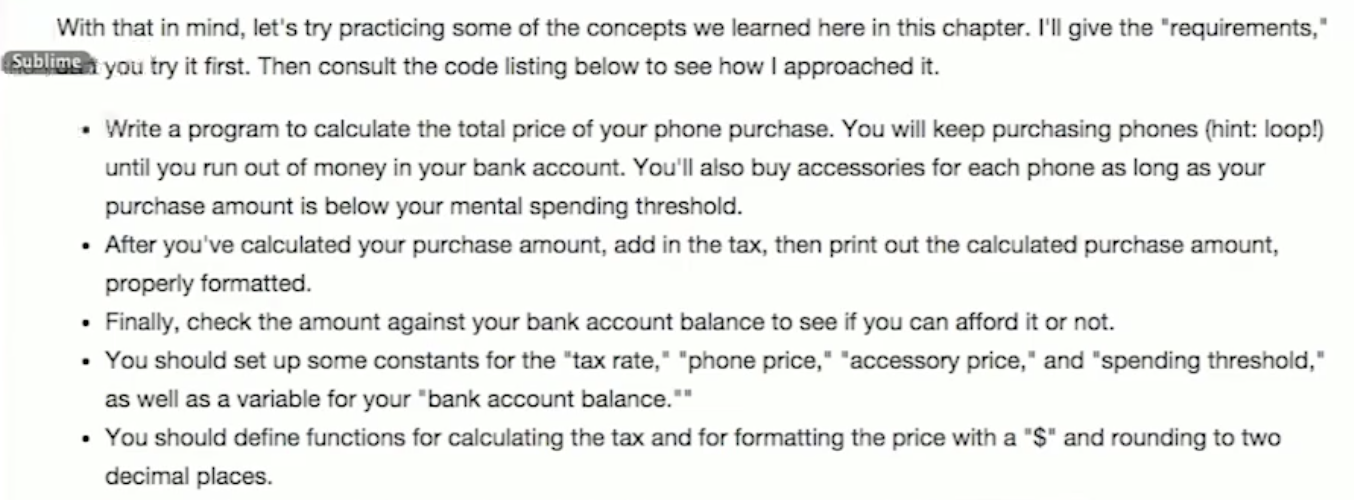 With that in mind, let's try practicing some of the concepts we learned here in this chapter. I'll give the "requirements,"
Sublime you try it first. Then consult the code listing below to see how I approached it.
• Write a program to calculate the total price of your phone purchase. You will keep purchasing phones (hint: loop!)
until you run out of money in your bank account. You'll also buy accessories for each phone as long as your
purchase amount is below your mental spending threshold.
• After you've calculated your purchase amount, add in the tax, then print out the calculated purchase amount,
properly formatted.
• Finally, check the amount against your bank account balance to see if you can afford it or not.
• You should set up some constants for the "tax rate," "phone price," "accessory price," and "spending threshold,"
as well as a variable for your "bank account balance.""
• You should define functions for calculating the tax and for formatting the price with a "$" and rounding to two
decimal places.